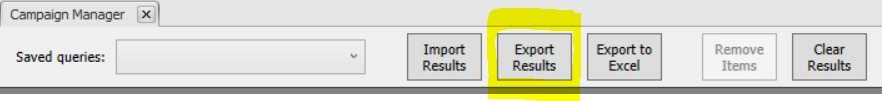 Campaign Manager
Saved queries:
Import
Results
Export
Results
Export to
Excel
Remove
Items
Clear
Results